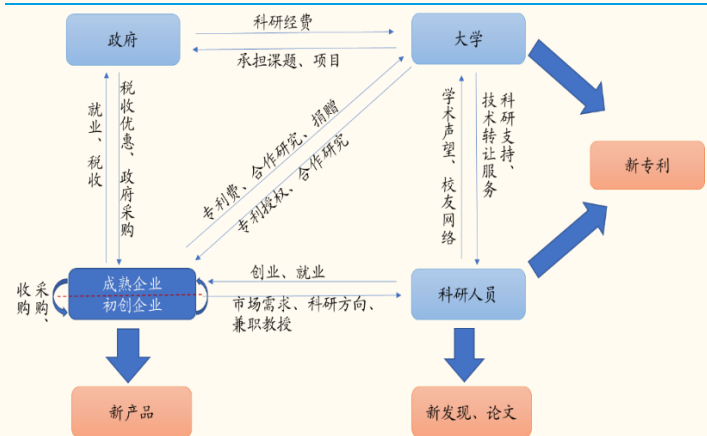 政府
科研经费
大学
承担课题、项目
就业、税收
税收优惠、政府采购
专利费、合作研究、捐赠
专利授权、合作研究
学术声望、校友网络
科研支持、
技术转让服务
新专利
采购、
收购
成熟企业
初创企业
创业、就业
市场需求、科研方向、
兼职教授
科研人员
新产品
新发现、论文